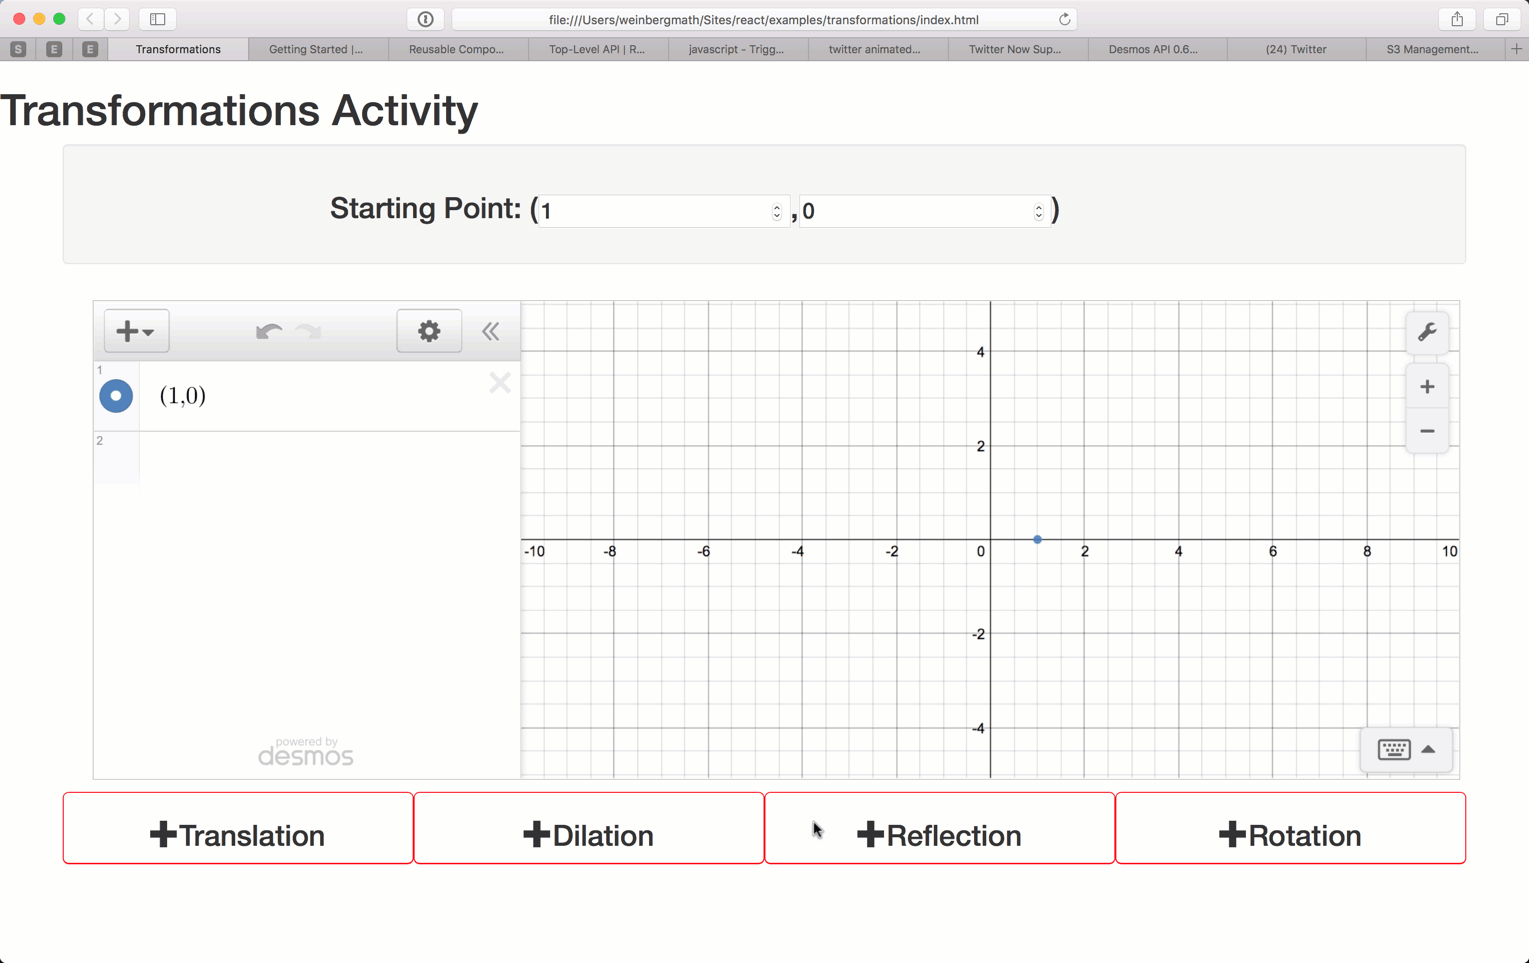 file:///Users/weinbergmath/Sites/react/examples/transformations/index.html
S E E Transformations Getting Started |... Reusable Compo... Top-Level API | R... javascript - Trigg... twitter animated... Twitter Now Sup... Desmos API 0.6... (24) Twitter S3 Management...
Transformations Activity
Starting Point: (1 ,0 )
1
(1,0)
2
4
2
-10 -8 -6 -4 -2 0 2 4 6 8 10
-2
-4
powered by
desmos
+Translation +Dilation +Reflection +Rotation